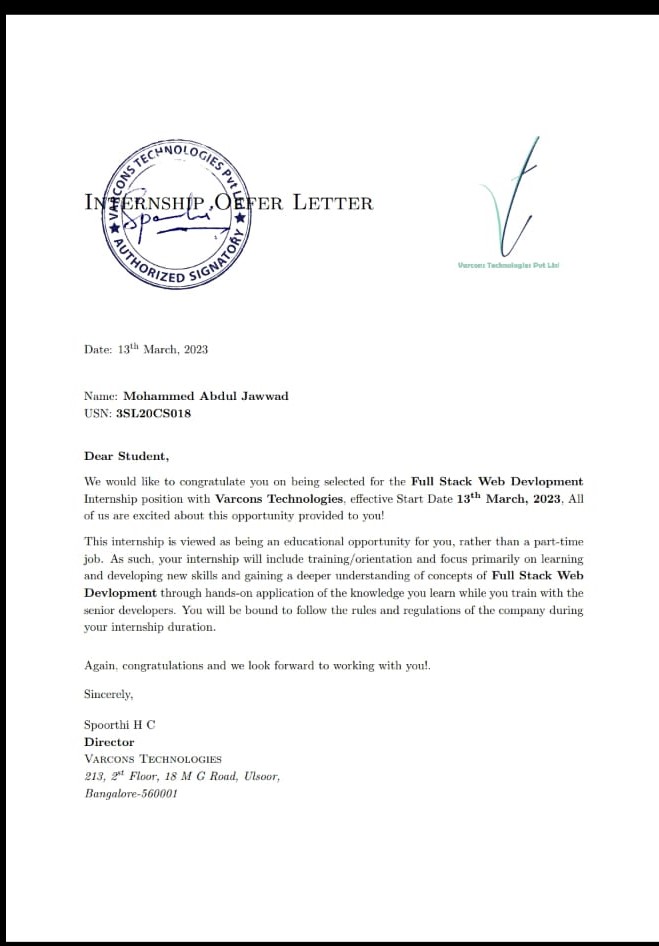 VARCONS TECHNOLOGIES Pvt Ltd
INTERNSHIP OFFER LETTER
★ AUTHORIZED SIGNATORY ★
Varcons Technologies Pvt Ltd
Date: 13th March, 2023
Name: Mohammed Abdul Jawwad
USN: 3SL20CS018
Dear Student,
We would like to congratulate you on being selected for the Full Stack Web Devlopment
Internship position with Varcons Technologies, effective Start Date 13th March, 2023, All
of us are excited about this opportunity provided to you!
This internship is viewed as being an educational opportunity for you, rather than a part-time
job. As such, your internship will include training/orientation and focus primarily on learning
and developing new skills and gaining a deeper understanding of concepts of Full Stack Web
Devlopment through hands-on application of the knowledge you learn while you train with the
senior developers. You will be bound to follow the rules and regulations of the company during
your internship duration.
Again, congratulations and we look forward to working with you!.
Sincerely,
Spoorthi H C
Director
VARCONS TECHNOLOGIES
213, 2st Floor, 18 M G Road, Ulsoor,
Bangalore-560001